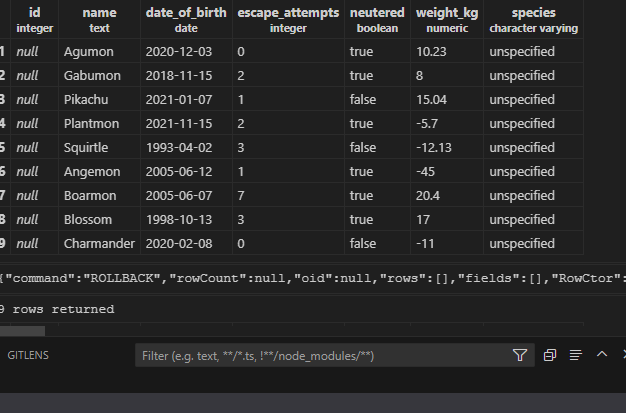 id name date_of_birth escape_attempts neutered weight_kg species
integer text date integer boolean numeric character varying
1 null Agumon 2020-12-03 0 true 10.23 unspecified
2 null Gabumon 2018-11-15 2 true 8 unspecified
3 null Pikachu 2021-01-07 1 false 15.04 unspecified
4 null Plantmon 2021-11-15 2 true -5.7 unspecified
5 null Squirtle 1993-04-02 3 false -12.13 unspecified
6 null Angemon 2005-06-12 1 true -45 unspecified
7 null Boarmon 2005-06-07 7 true 20.4 unspecified
8 null Blossom 1998-10-13 3 true 17 unspecified
9 null Charmander 2020-02-08 0 false -11 unspecified
{"command":"ROLLBACK","rowCount":null,"oid":null,"rows":[],"fields":[],"RowCtor":
9 rows returned
GITLENS Filter (e.g. text, **/*.ts, !**/node_modules/**)